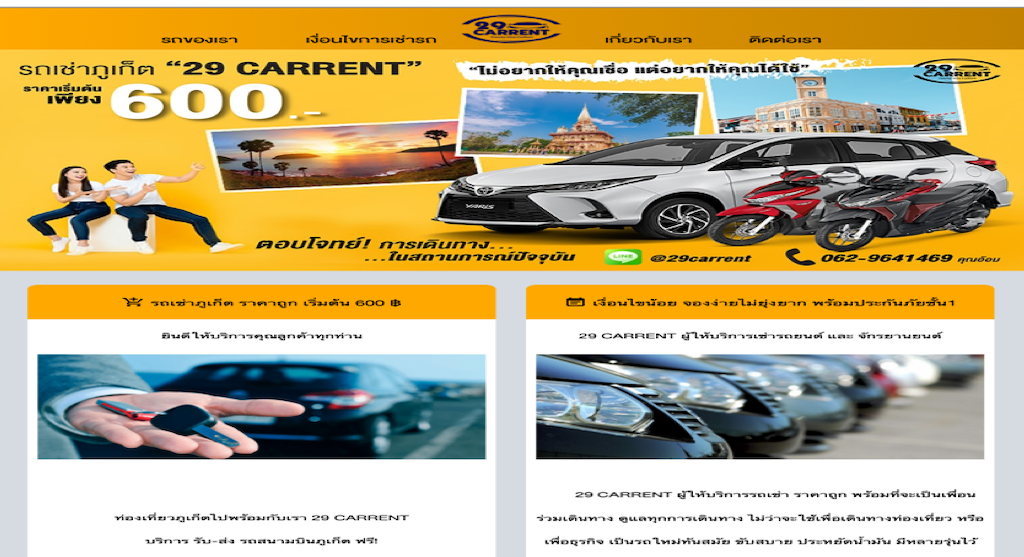 รถของเรา
เงื่อนไขการเช่ารถ
29
CARRENT
เกี่ยวกับเรา
ติดต่อเรา
รถเช่าภูเก็ต “29 CARRENT”
ราคาเริ่มต้น
เพียง 600.-
“ไม่อยากให้คุณเชื่อ แต่อยากให้คุณได้ใช้”
29
CARRENT
YARIS
ตอบโจทย์! การเดินทาง...
...ในสถานการณ์ปัจจุบัน
LINE @29carrent
062-9641469 คุณอ้อม
รถเช่าภูเก็ต ราคาถูก เริ่มต้น 600 ฿
ยินดีให้บริการคุณลูกค้าทุกท่าน
ท่องเที่ยวภูเก็ตไปพร้อมกับเรา 29 CARRENT
บริการ รับ-ส่ง รถสนามบินภูเก็ต ฟรี!
เงื่อนไขน้อย จองง่ายไม่ยุ่งยาก พร้อมประกันภัยชั้น1
29 CARRENT ผู้ให้บริการเช่ารถยนต์ และ จักรยานยนต์
29 CARRENT ผู้ให้บริการรถเช่า ราคาถูก พร้อมที่จะเป็นเพื่อน
ร่วมเดินทาง ดูแลทุกการเดินทาง ไม่ว่าจะใช้เพื่อเดินทางท่องเที่ยว หรือ
เพื่อธุรกิจ เป็นรถใหม่ทันสมัย ขับสบาย ประหยัดน้ำมัน มีหลายรุ่นไว้